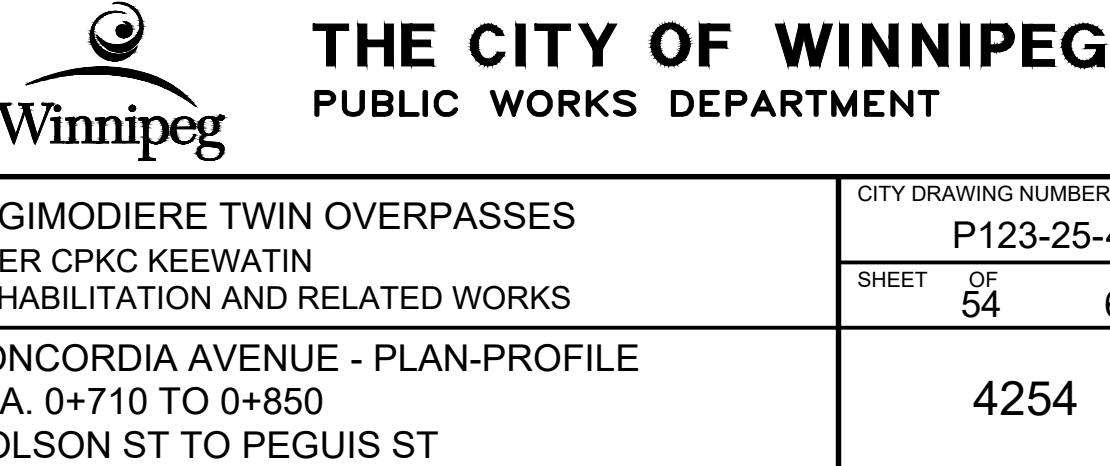 THE CITY OF WINNIPEG
PUBLIC WORKS DEPARTMENT
Winnipeg
GIMODIERE TWIN OVERPASSES
ER CPKC KEEWATIN
HABILITATION AND RELATED WORKS
CITY DRAWING NUMBER
P123-25-4
SHEET OF
54
ONCORDIA AVENUE - PLAN-PROFILE
A. 0+710 TO 0+850
OLSON ST TO PEGUIS ST
4254